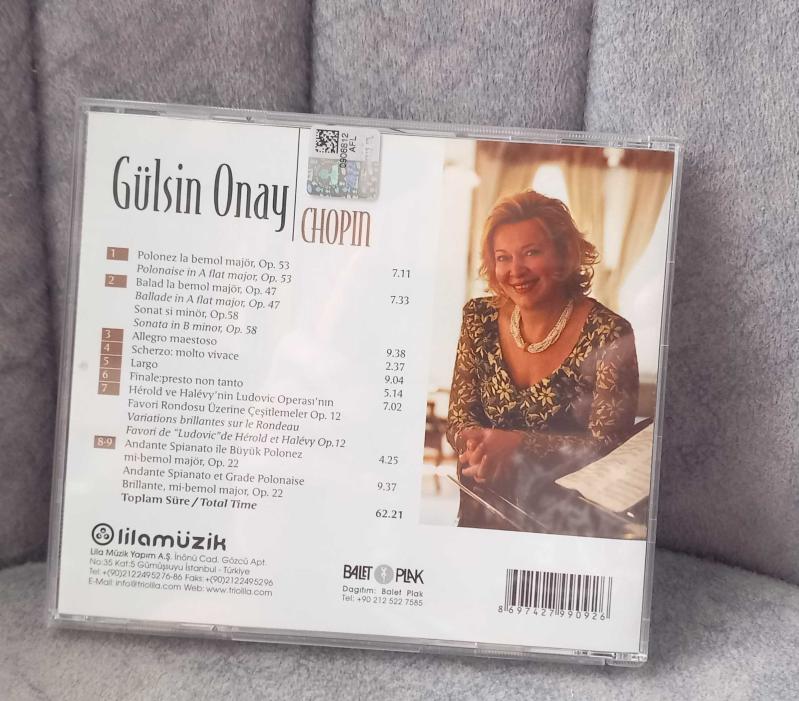 Gülsin Onay
CHOPIN
0906812
AFL
1 Polonez la bemol majör, Op. 53
Polonaise in A flat major, Op. 53 7.11
2 Balad la bemol majör, Op. 47
Ballade in A flat major, Op. 47 7.33
Sonat si minör, Op.58
Sonata in B minor, Op. 58
3 Allegro maestoso 9.38
4 Scherzo: molto vivace 2.37
5 Largo 9.04
6 Finale:presto non tanto 5.14
7 Hérold ve Halévy'nin Ludovic Operası'nın
Favori Rondosu Üzerine Çeşitlemeler Op. 12 7.02
Variations brillantes sur le Rondeau
Favori de "Ludovic"de Hérold et Halévy Op.12
8-9 Andante Spianato ile Büyük Polonez
mi-bemol majör, Op. 22 4.25
Andante Spianato et Grade Polonaise
Brillante, mi-bemol major, Op. 22 9.37
Toplam Süre / Total Time 62.21
lilamüzik
Lila Müzik Yapım A.Ş. İnönü Cad. Gözcü Apt.
No:35 Kat:5 Gümüşsuyu İstanbul - Türkiye
Tel: +(90)2122495276-86 Faks:+(90)2122495296
E-Mail: info@triolila.com Web: www.triolila.com
BALET PLAK
Dağıtım: Balet Plak
Tel: +90 212 522 7585
8 697427 990926